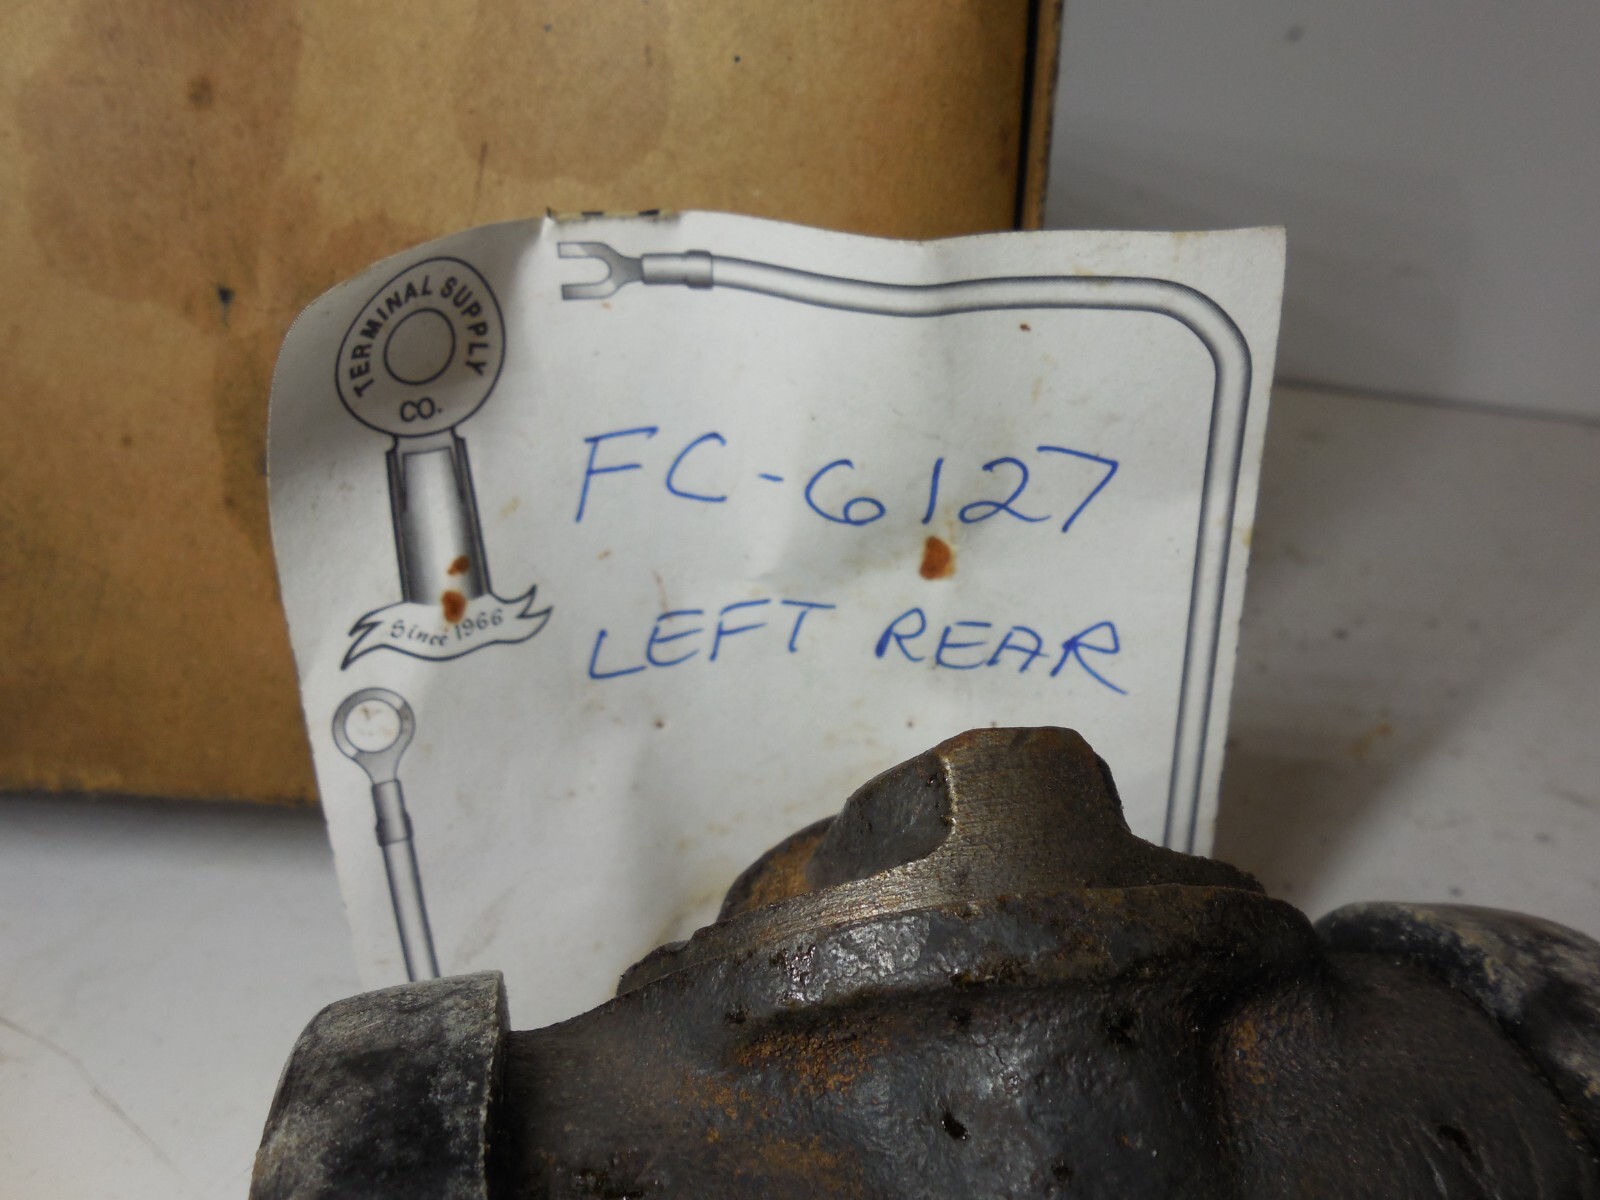 TERMINAL SUPPLY
CO.
Since 1966
FC-6127
LEFT REAR